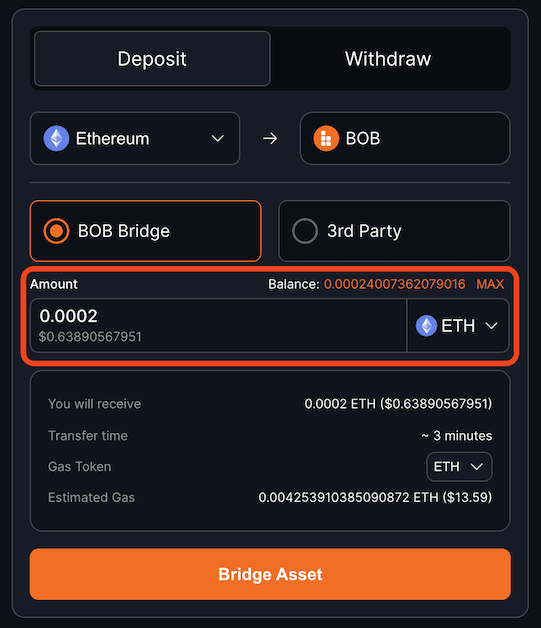 Deposit Withdraw
Ethereum → BOB
BOB Bridge 3rd Party
Amount Balance: 0.00024007362079016 MAX
0.0002
$0.63890567951
ETH
You will receive 0.0002 ETH ($0.63890567951)
Transfer time ~ 3 minutes
Gas Token ETH
Estimated Gas 0.004253910385090872 ETH ($13.59)
Bridge Asset